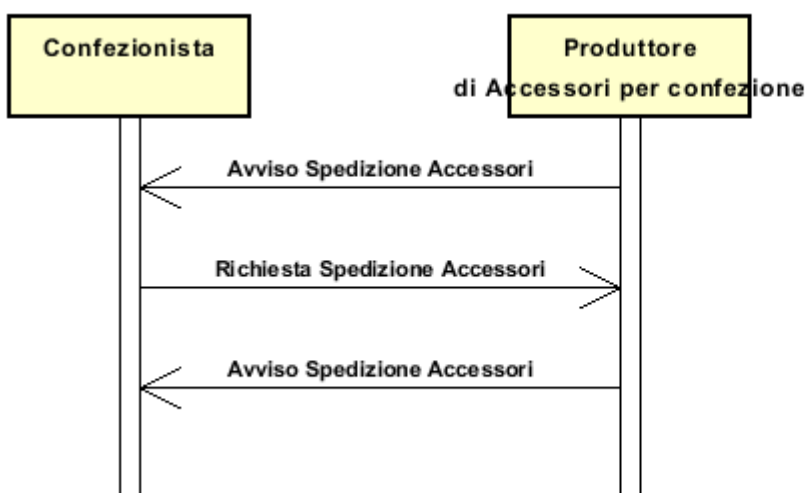 Confezionista
Produttore
di Accessori per confezione
Avviso Spedizione Accessori
Richiesta Spedizione Accessori
Avviso Spedizione Accessori